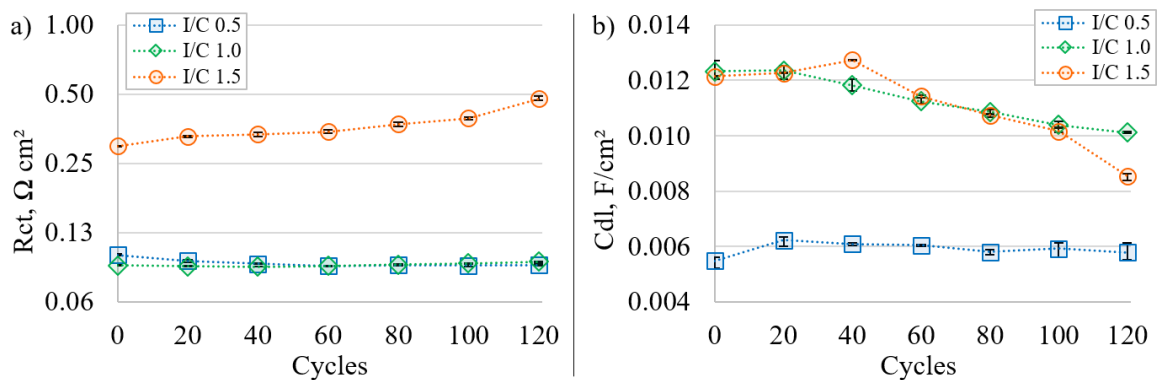 a)
I/C 0.5
I/C 1.0
I/C 1.5
Rct, Ω cm²
1.00
0.50
0.25
0.13
0.06
0 20 40 60 80 100 120
Cycles
b)
I/C 0.5
I/C 1.0
I/C 1.5
Cdl, F/cm²
0.014
0.012
0.010
0.008
0.006
0.004
0 20 40 60 80 100 120
Cycles